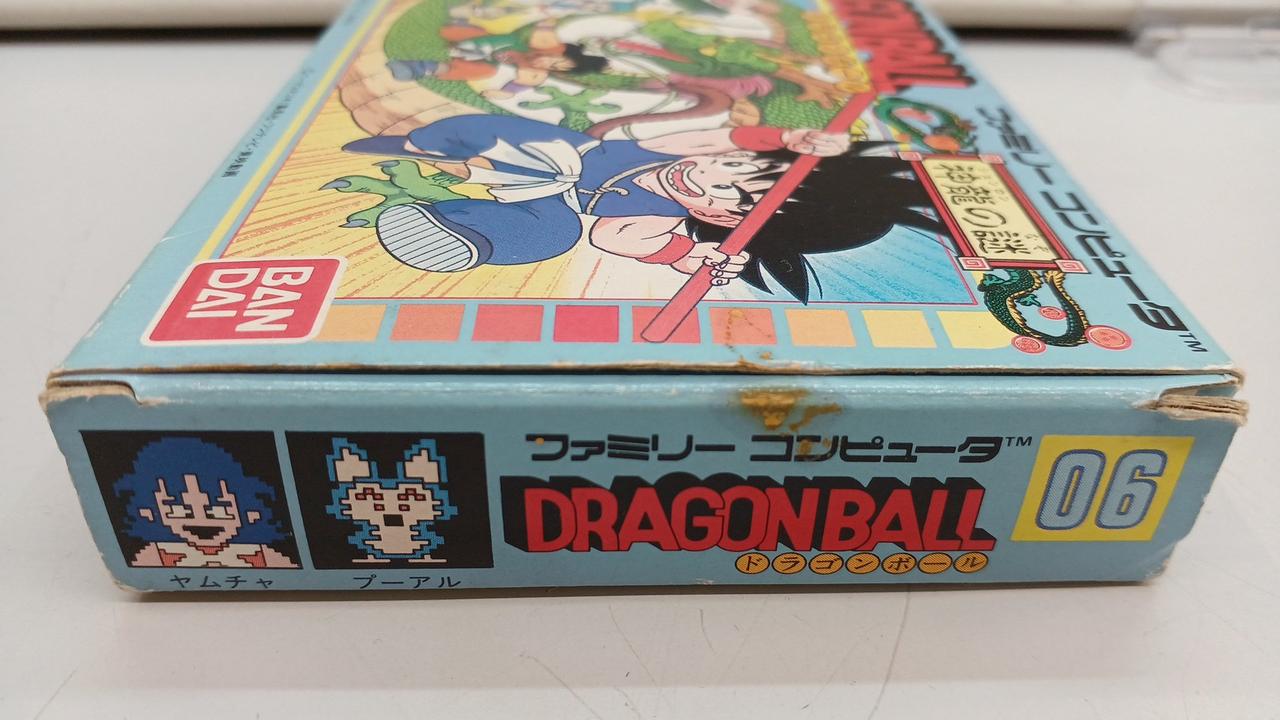 DRAGON BALL
ファミリーコンピュータ™
神龍の謎
BAN
DAI
ファミリー コンピュータ™
DRAGON BALL
ドラゴンボール
06
ヤムチャ
プーアル